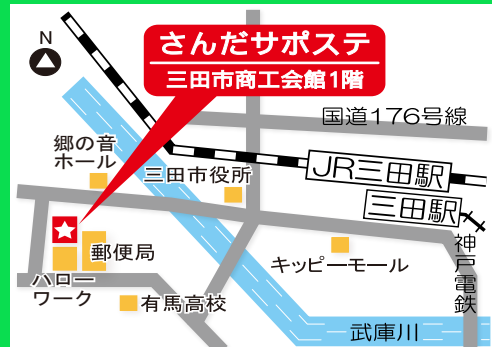 N
さんだサポステ
三田市商工会館1階
国道176号線
郷の音
ホール
三田市役所
JR三田駅
三田駅
神戸電鉄
郵便局
キッピーモール
ハロー
ワーク
有馬高校
武庫川